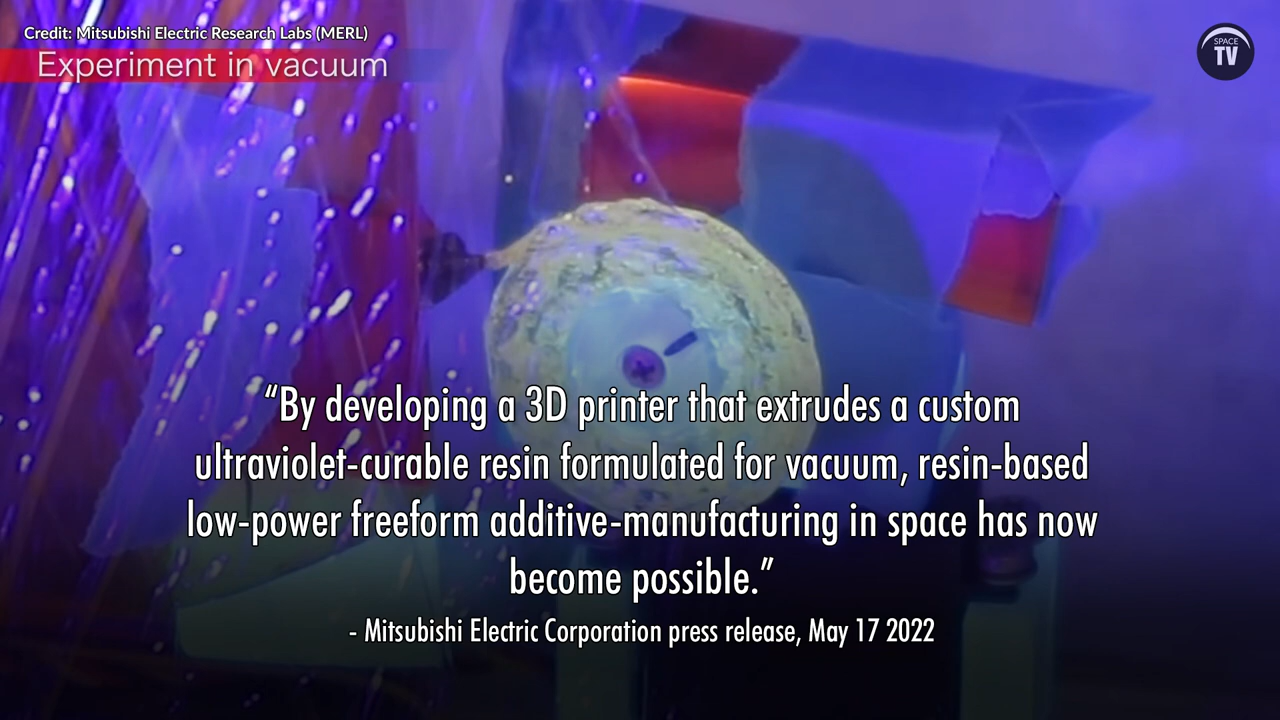 Credit: Mitsubishi Electric Research Labs (MERL)
Experiment in vacuum
SPACE
TV
“By developing a 3D printer that extrudes a custom
ultraviolet-curable resin formulated for vacuum, resin-based
low-power freeform additive-manufacturing in space has now
become possible.”
- Mitsubishi Electric Corporation press release, May 17 2022